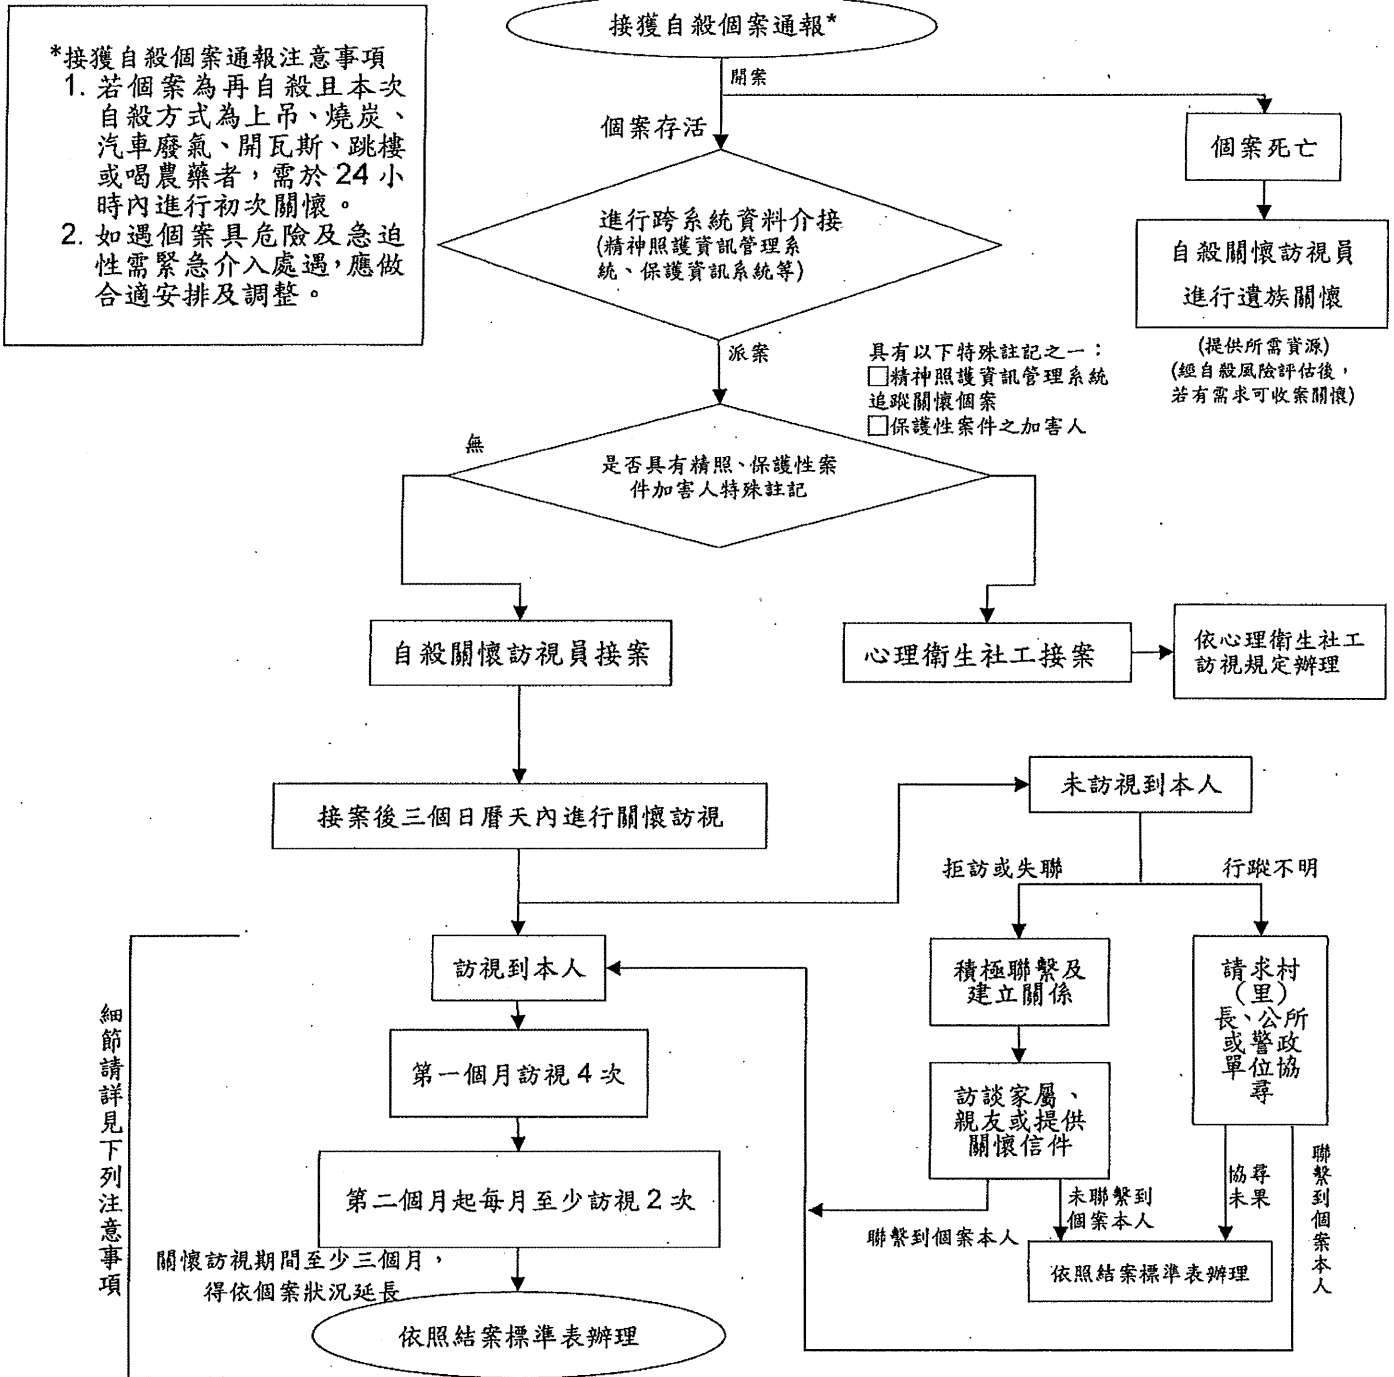 接獲自殺個案通報*
*接獲自殺個案通報注意事項
1. 若個案為再自殺且本次
自殺方式為上吊、燒炭、
汽車廢氣、開瓦斯、跳樓
或喝農藥者，需於 24 小
時內進行初次關懷。
2. 如遇個案具危險及急迫
性需緊急介入處遇，應做
合適安排及調整。
開案
個案存活
個案死亡
進行跨系統資料介接
(精神照護資訊管理系
統、保護資訊系統等)
自殺關懷訪視員
進行遺族關懷
(提供所需資源)
(經自殺風險評估後，
若有需求可收案關懷)
派案
具有以下特殊註記之一：
□精神照護資訊管理系統
追蹤關懷個案
□保護性案件之加害人
無
是否具有精照、保護性案
件加害人特殊註記
自殺關懷訪視員接案
心理衛生社工接案
依心理衛生社工
訪視規定辦理
接案後三個日曆天內進行關懷訪視
未訪視到本人
拒訪或失聯
行蹤不明
訪視到本人
積極聯繫及
建立關係
請求村
（里）
長、公所
或警政
單位協
尋
細節請詳見下列注意事項
第一個月訪視 4 次
訪談家屬、
親友或提供
關懷信件
第二個月起每月至少訪視 2 次
聯繫到個案本人
未聯繫到
個案本人
協尋
未果
聯繫到個案本人
關懷訪視期間至少三個月，
得依個案狀況延長
依照結案標準表辦理
依照結案標準表辦理